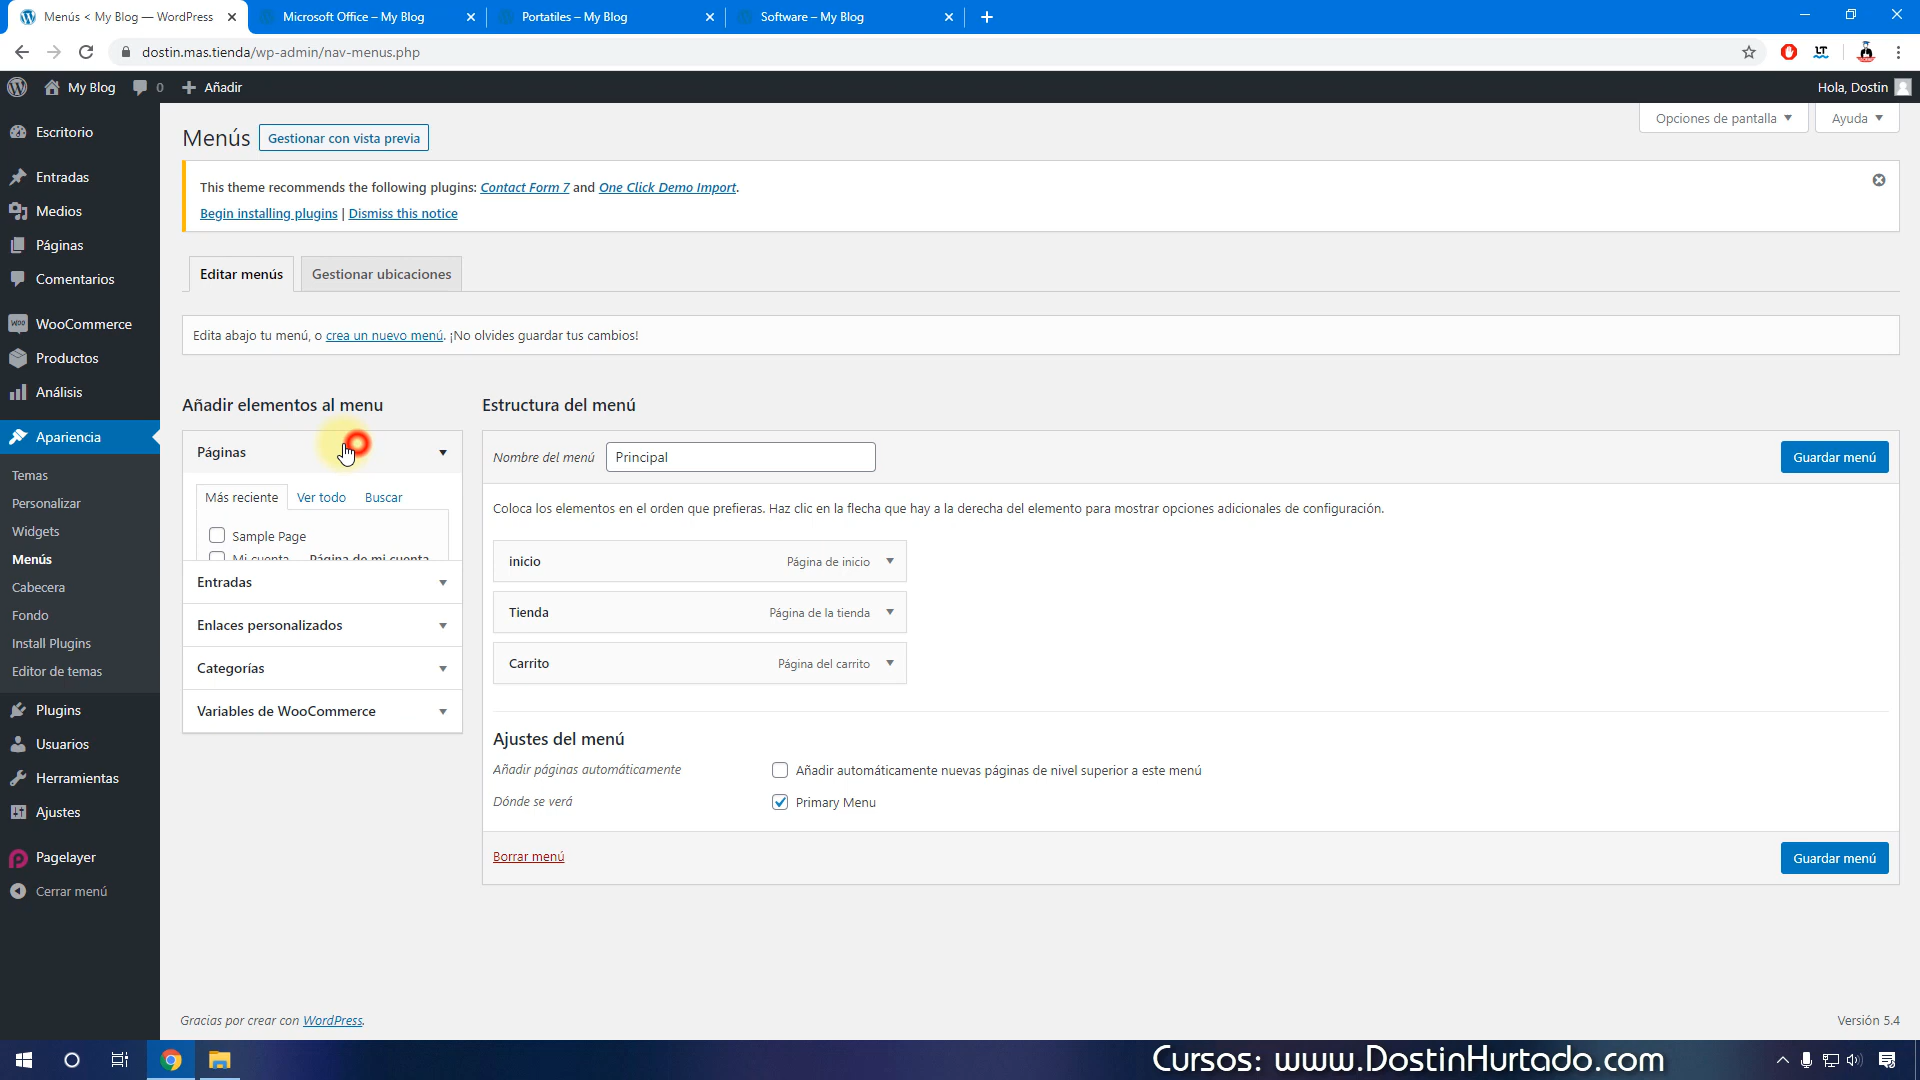 Menús < My Blog — WordPress
Microsoft Office – My Blog
Portatiles – My Blog
Software – My Blog
dostin.mas.tienda/wp-admin/nav-menus.php
My Blog
0
Añadir
Hola, Dostin
Escritorio
Entradas
Medios
Páginas
Comentarios
WooCommerce
Productos
Análisis
Apariencia
Temas
Personalizar
Widgets
Menús
Cabecera
Fondo
Install Plugins
Editor de temas
Plugins
Usuarios
Herramientas
Ajustes
Pagelayer
Cerrar menú
Opciones de pantalla
Ayuda
Menús
Gestionar con vista previa
This theme recommends the following plugins: Contact Form 7 and One Click Demo Import.
Begin installing plugins | Dismiss this notice
Editar menús
Gestionar ubicaciones
Edita abajo tu menú, o crea un nuevo menú. ¡No olvides guardar tus cambios!
Añadir elementos al menu
Páginas
Más reciente
Ver todo
Buscar
Sample Page
Mi cuenta — Página de mi cuenta
Entradas
Enlaces personalizados
Categorías
Variables de WooCommerce
Estructura del menú
Nombre del menú
Principal
Guardar menú
Coloca los elementos en el orden que prefieras. Haz clic en la flecha que hay a la derecha del elemento para mostrar opciones adicionales de configuración.
inicio
Página de inicio
Tienda
Página de la tienda
Carrito
Página del carrito
Ajustes del menú
Añadir páginas automáticamente
Añadir automáticamente nuevas páginas de nivel superior a este menú
Dónde se verá
Primary Menu
Borrar menú
Guardar menú
Gracias por crear con WordPress.
Versión 5.4
Cursos: www.DostinHurtado.com